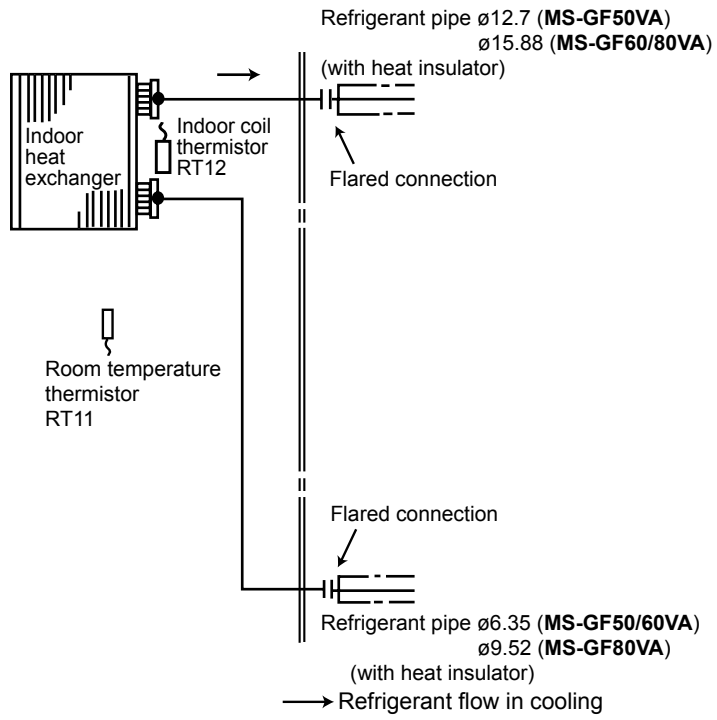 Refrigerant pipe ø12.7 (MS-GF50VA)
ø15.88 (MS-GF60/80VA)
(with heat insulator)
Indoor
heat
exchanger
Indoor coil
thermistor
RT12
Flared connection
Room temperature
thermistor
RT11
Flared connection
Refrigerant pipe ø6.35 (MS-GF50/60VA)
ø9.52 (MS-GF80VA)
(with heat insulator)
Refrigerant flow in cooling